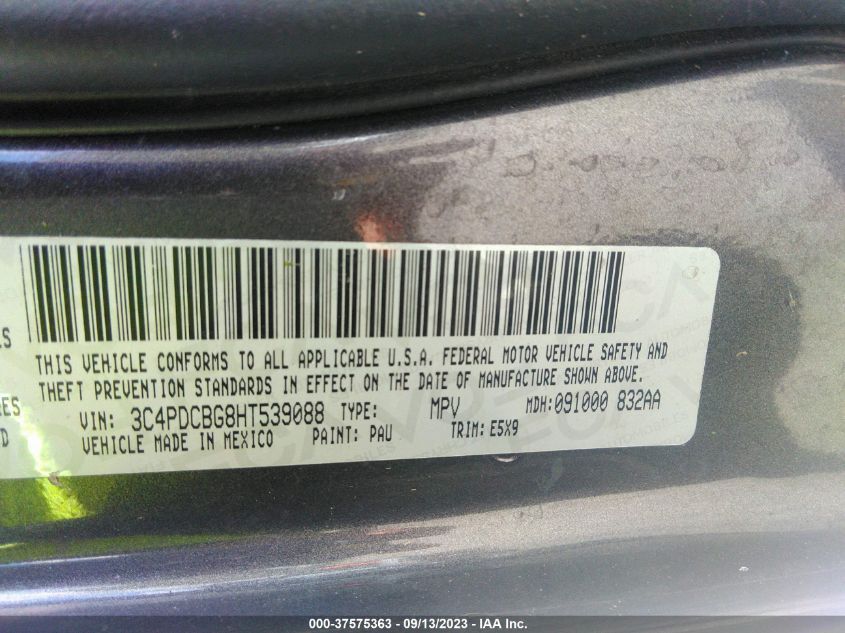 THIS VEHICLE CONFORMS TO ALL APPLICABLE U.S.A. FEDERAL MOTOR VEHICLE SAFETY AND
THEFT PREVENTION STANDARDS IN EFFECT ON THE DATE OF MANUFACTURE SHOWN ABOVE.
VIN: 3C4PDCBG8HT539088 TYPE: MPV MDH:091000 832AA
VEHICLE MADE IN MEXICO PAINT: PAU TRIM: E5X9
000-37575363 - 09/13/2023 - IAA Inc.